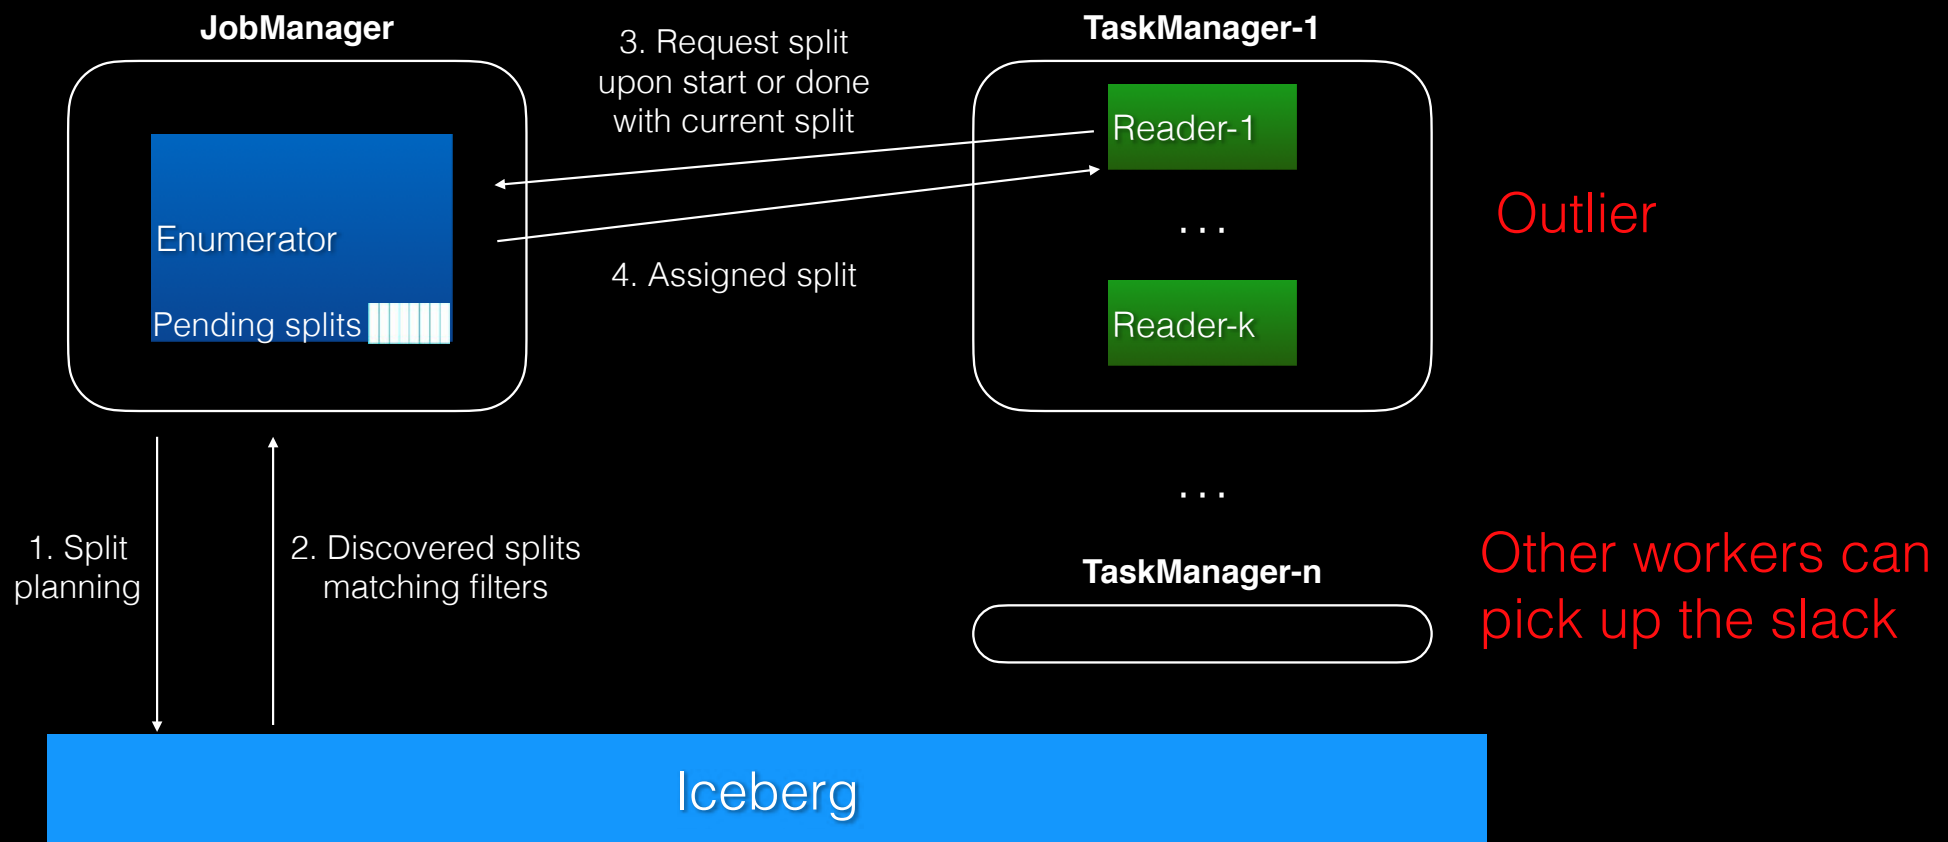 JobManager
3. Request split
upon start or done
with current split
TaskManager-1
Reader-1
Outlier
...
Enumerator
4. Assigned split
Pending splits
Reader-k
...
1. Split
planning
2. Discovered splits
matching filters
TaskManager-n
Other workers can
pick up the slack
Iceberg